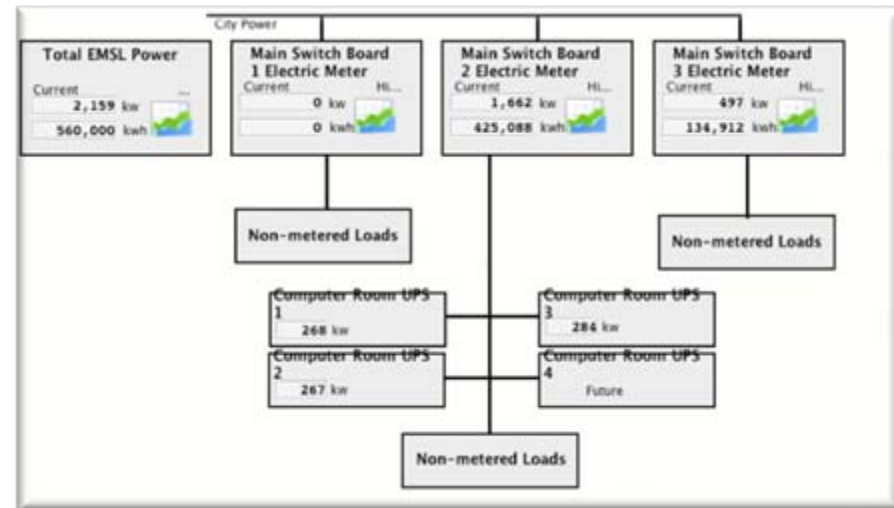 City Power
Total EMSL Power
Current ...
2,159 kw
560,000 kwh
Main Switch Board
1 Electric Meter
Current Hi...
0 kw
0 kwh
Main Switch Board
2 Electric Meter
Current Hi...
1,662 kw
425,088 kwh
Main Switch Board
3 Electric Meter
Current Hi...
497 kw
134,912 kwh
Non-metered Loads
Non-metered Loads
Computer Room UPS
1
268 kw
Computer Room UPS
3
284 kw
Computer Room UPS
2
267 kw
Computer Room UPS
4
Future
Non-metered Loads